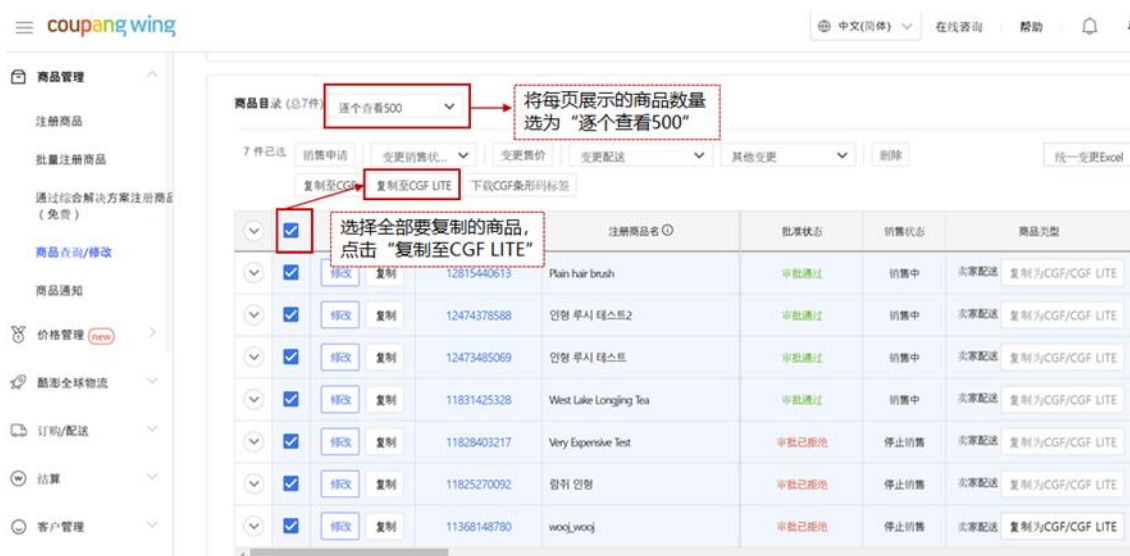 coupang wing
中文(简体)
在线咨询
帮助
商品管理
注册商品
批量注册商品
通过综合解决方案注册商品
(免费)
商品查询/修改
商品通知
价格管理 new
酷澎全球物流
订购/配送
结算
客户管理
商品目录 (总7件)
逐个查看500
将每页展示的商品数量
选为“逐个查看500”
7 件已选
销售申请
变更销售状...
变更售价
变更配送
其他变更
删除
统一变更Excel
复制至CGF
复制至CGF LITE
下载CGF条形码标签
选择全部要复制的商品,
点击“复制至CGF LITE”
注册商品名
批准状态
销售状态
商品类型
修改 复制 12815440613 Plain hair brush 审批通过 销售中 卖家配送 复制为CGF/CGF LITE
修改 复制 12474378588 인형 루시 테스트2 审批通过 销售中 卖家配送 复制为CGF/CGF LITE
修改 复制 12473485069 인형 루시 테스트 审批通过 销售中 卖家配送 复制为CGF/CGF LITE
修改 复制 11831425328 West Lake Longjing Tea 审批通过 销售中 卖家配送 复制为CGF/CGF LITE
修改 复制 11828403217 Very Expensive Test 审批已拒绝 停止销售 卖家配送 复制为CGF/CGF LITE
修改 复制 11825270092 람쥐 인형 审批已拒绝 停止销售 卖家配送 复制为CGF/CGF LITE
修改 复制 11368148780 wooj_wooj 审批已拒绝 停止销售 卖家配送 复制为CGF/CGF LITE